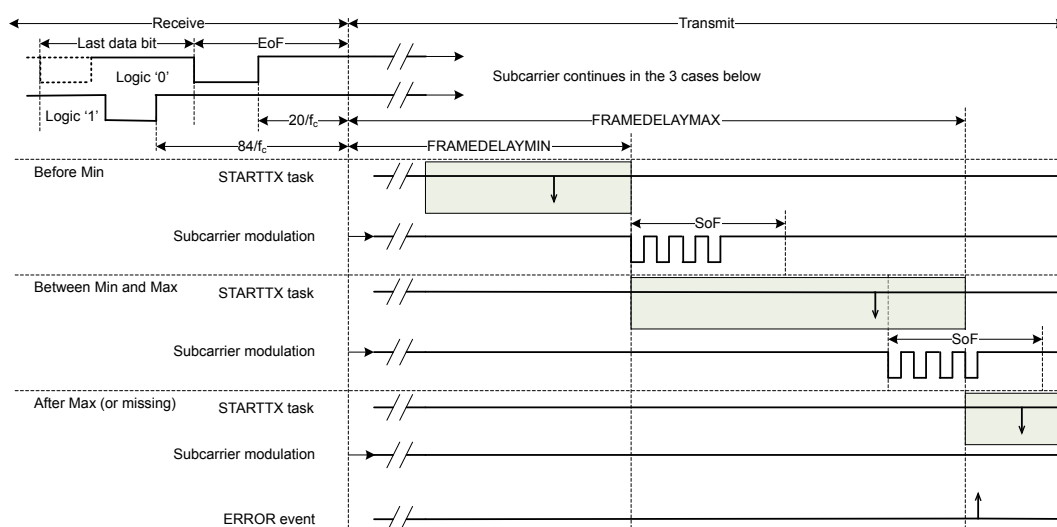 Receive
Transmit
Last data bit
EoF
Logic ‘0’
Subcarrier continues in the 3 cases below
Logic ‘1’
20/fc
FRAMEDELAYMAX
84/fc
FRAMEDELAYMIN
Before Min
STARTTX task
SoF
Subcarrier modulation
Between Min and Max
STARTTX task
SoF
Subcarrier modulation
After Max (or missing)
STARTTX task
Subcarrier modulation
ERROR event